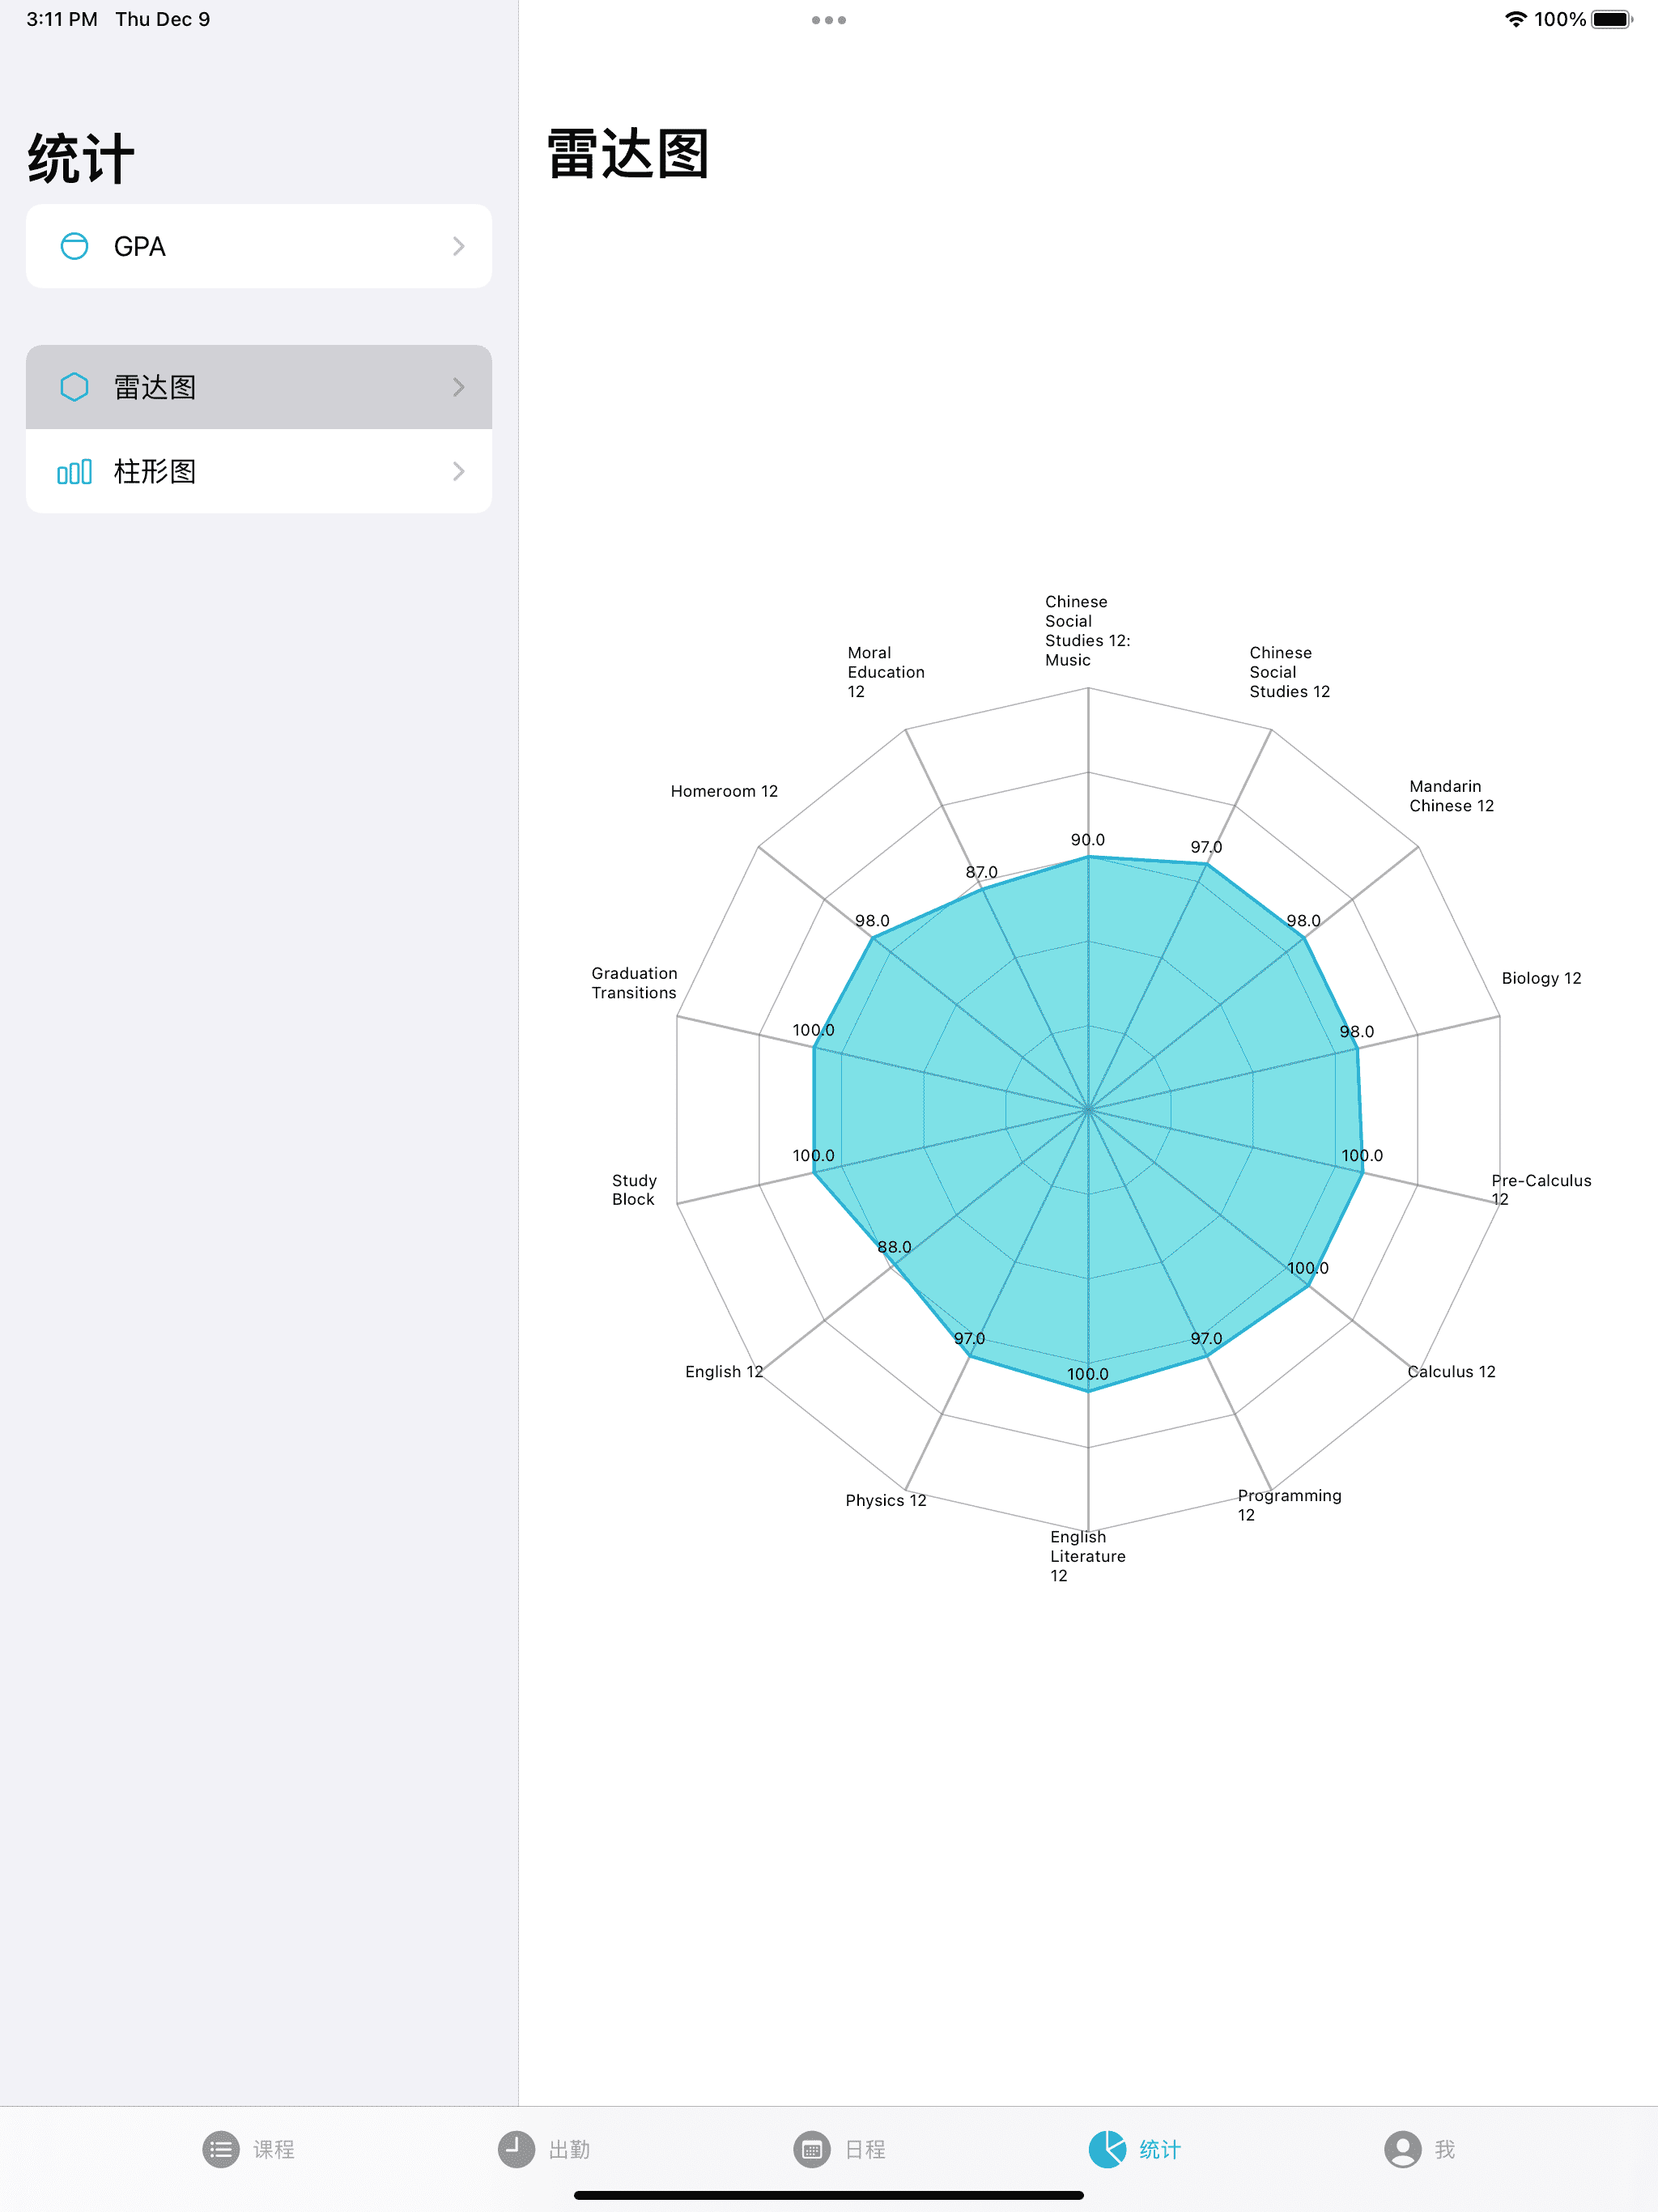 3:11 PM Thu Dec 9
100%
统计
GPA
雷达图
柱形图
雷达图
Chinese
Social
Studies 12:
Music
Chinese
Social
Studies 12
Moral
Education
12
Mandarin
Chinese 12
Homeroom 12
90.0
97.0
87.0
98.0
98.0
Graduation
Transitions
Biology 12
100.0
98.0
100.0
100.0
Study
Block
Pre-Calculus
12
88.0
100.0
97.0
97.0
100.0
English 12
Calculus 12
Physics 12
Programming
12
English
Literature
12
课程
出勤
日程
统计
我